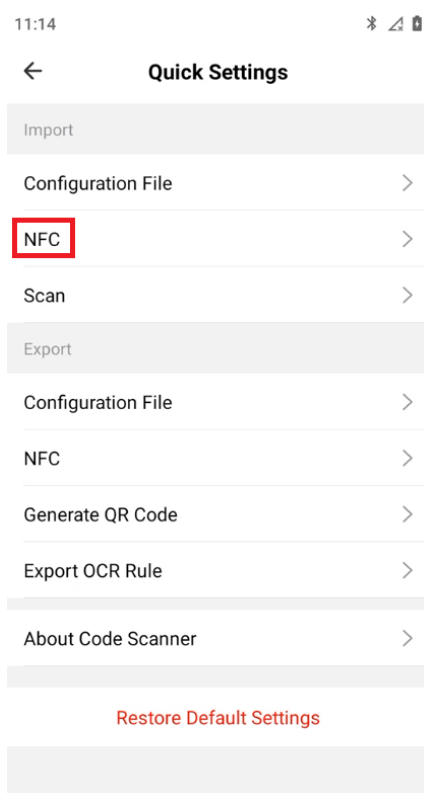 11:14
Quick Settings
Import
Configuration File
NFC
Scan
Export
Configuration File
NFC
Generate QR Code
Export OCR Rule
About Code Scanner
Restore Default Settings